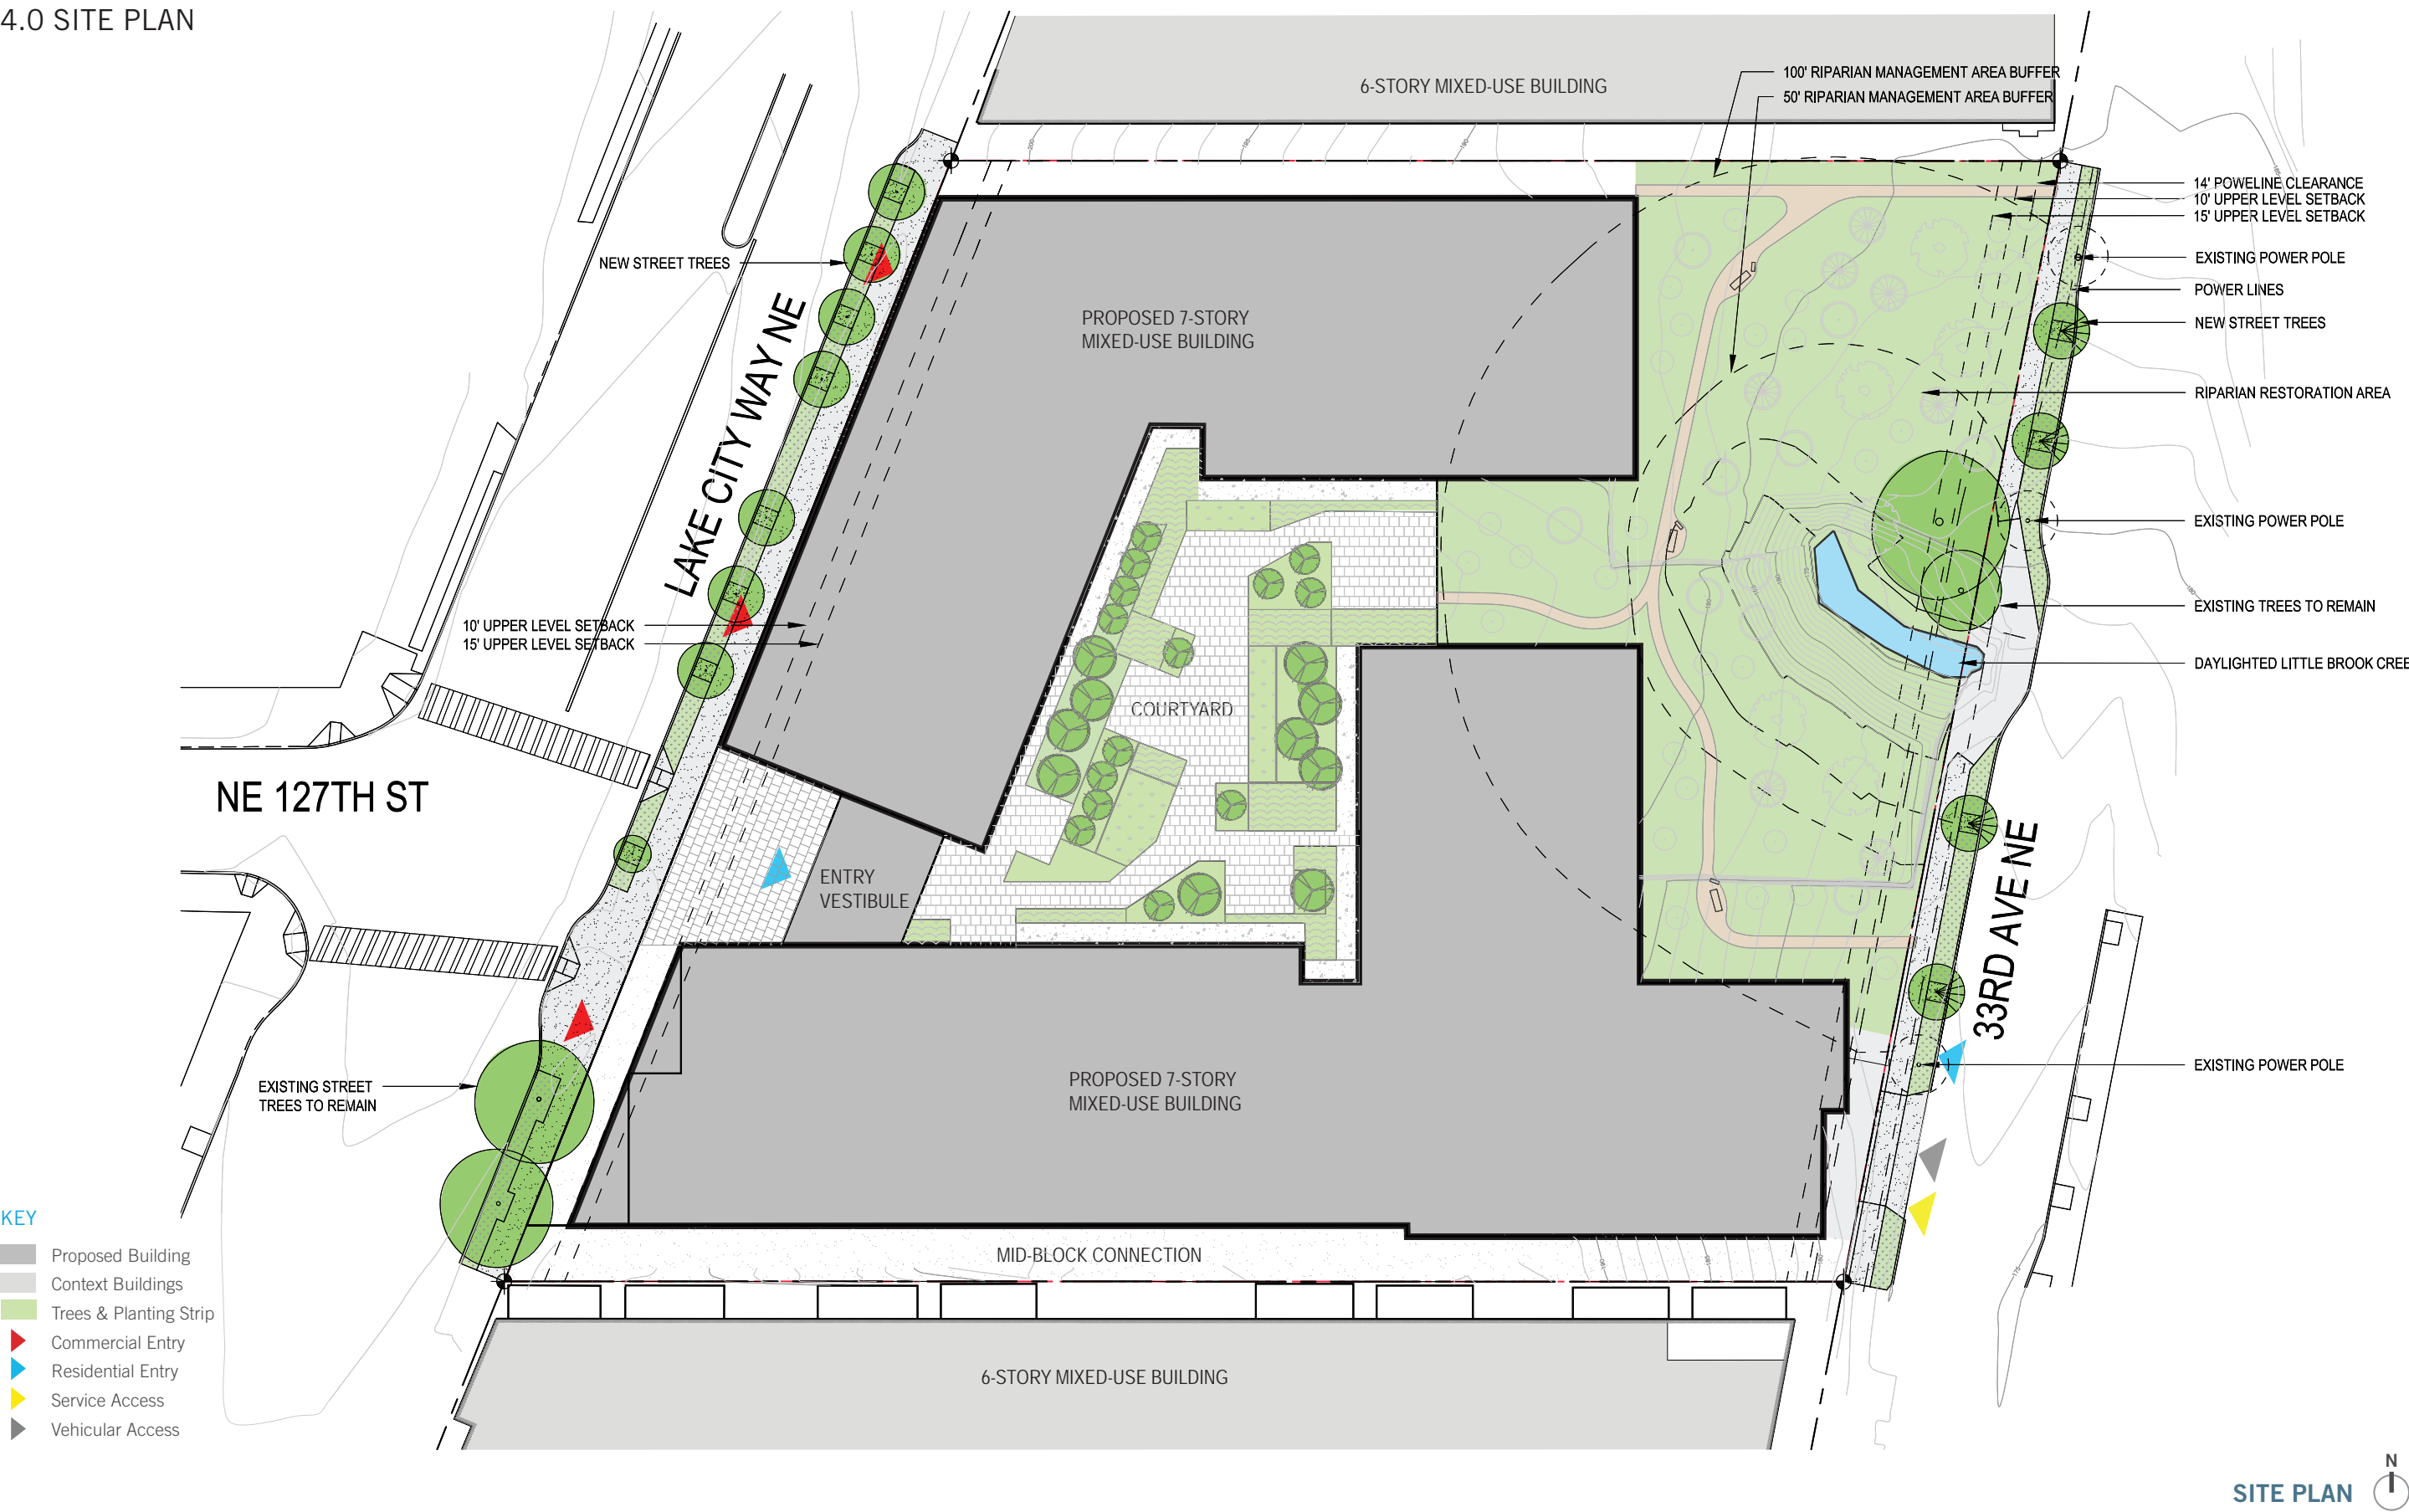 4.0 SITE PLAN
6-STORY MIXED-USE BUILDING
100' RIPARIAN MANAGEMENT AREA BUFFER
50' RIPARIAN MANAGEMENT AREA BUFFER
14' POWELINE CLEARANCE
10' UPPER LEVEL SETBACK
15' UPPER LEVEL SETBACK
EXISTING POWER POLE
POWER LINES
NEW STREET TREES
RIPARIAN RESTORATION AREA
EXISTING POWER POLE
EXISTING TREES TO REMAIN
DAYLIGHTED LITTLE BROOK CREE
EXISTING POWER POLE
NEW STREET TREES
LAKE CITY WAY NE
PROPOSED 7-STORY
MIXED-USE BUILDING
10' UPPER LEVEL SETBACK
15' UPPER LEVEL SETBACK
COURTYARD
NE 127TH ST
ENTRY
VESTIBULE
33RD AVE NE
EXISTING STREET
TREES TO REMAIN
PROPOSED 7-STORY
MIXED-USE BUILDING
MID-BLOCK CONNECTION
6-STORY MIXED-USE BUILDING
KEY
Proposed Building
Context Buildings
Trees & Planting Strip
Commercial Entry
Residential Entry
Service Access
Vehicular Access
SITE PLAN
N